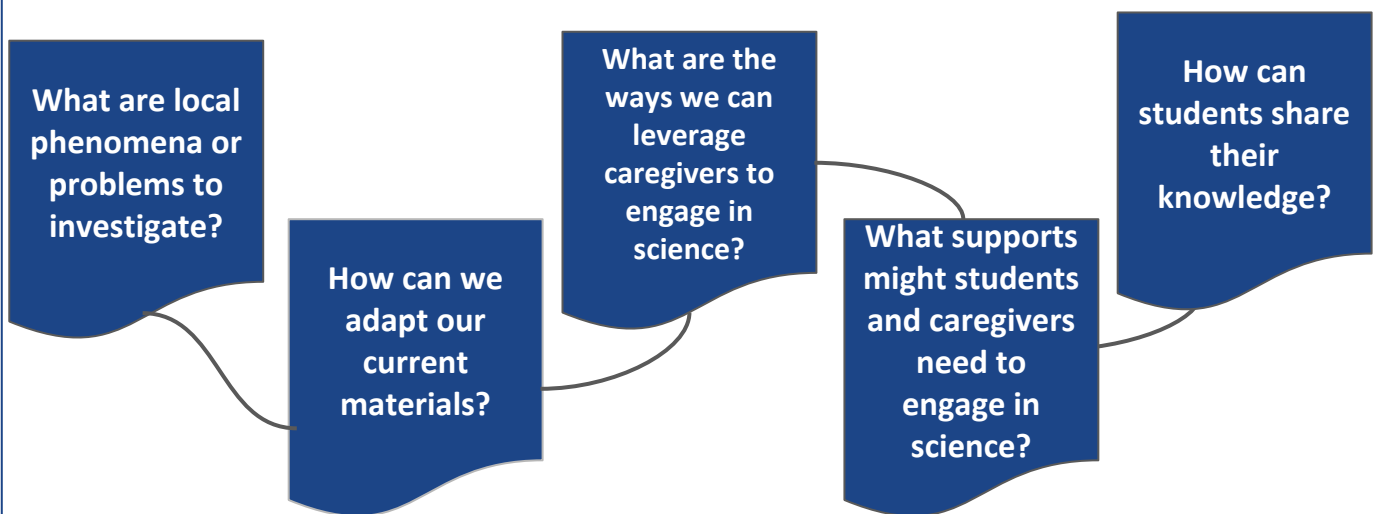 What are local
phenomena or
problems to
investigate?
How can we
adapt our
current
materials?
What are the
ways we can
leverage
caregivers to
engage in
science?
What supports
might students
and caregivers
need to
engage in
science?
How can
students share
their
knowledge?